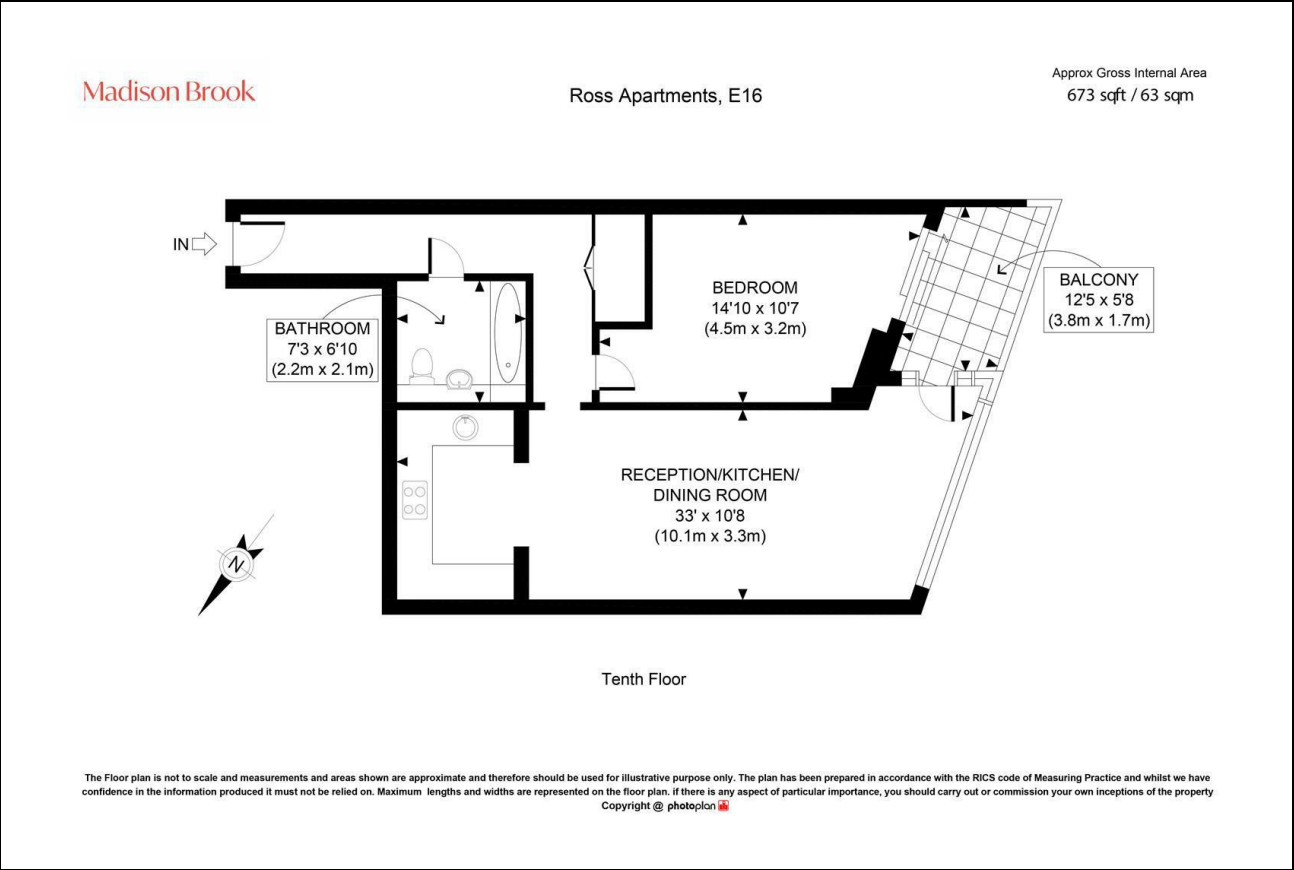 Madison Brook
Ross Apartments, E16
Approx Gross Internal Area
673 sqft / 63 sqm
IN
BEDROOM
14'10 x 10'7
(4.5m x 3.2m)
BALCONY
12'5 x 5'8
(3.8m x 1.7m)
BATHROOM
7'3 x 6'10
(2.2m x 2.1m)
RECEPTION/KITCHEN/
DINING ROOM
33' x 10'8
(10.1m x 3.3m)
N
Tenth Floor
The Floor plan is not to scale and measurements and areas shown are approximate and therefore should be used for illustrative purpose only. The plan has been prepared in accordance with the RICS code of Measuring Practice and whilst we have
confidence in the information produced it must not be relied on. Maximum lengths and widths are represented on the floor plan. if there is any aspect of particular importance, you should carry out or commission your own inceptions of the property
Copyright @ photoplan